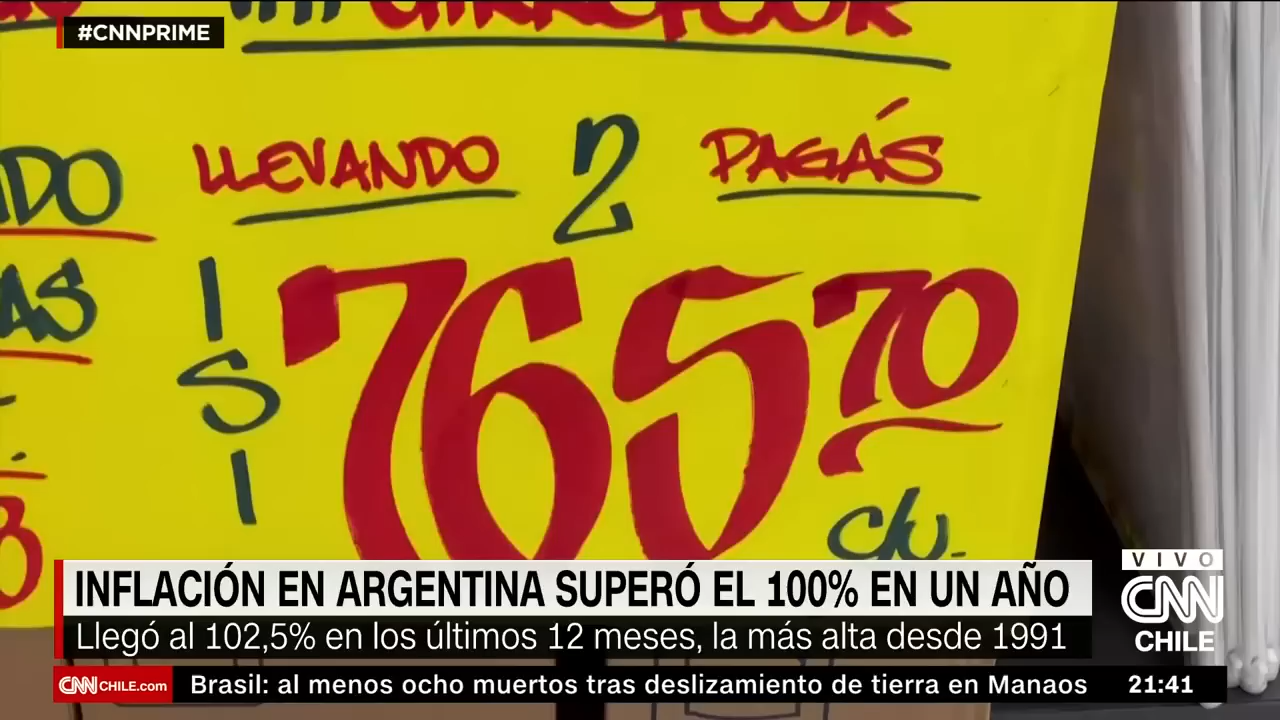 #CNNPRIME
LLEVANDO 2 PAGÁS
$ 765 70
c/u.
INFLACIÓN EN ARGENTINA SUPERÓ EL 100% EN UN AÑO
Llegó al 102,5% en los últimos 12 meses, la más alta desde 1991
VIVO
CNN
CHILE
CNNCHILE.com Brasil: al menos ocho muertos tras deslizamiento de tierra en Manaos 21:41